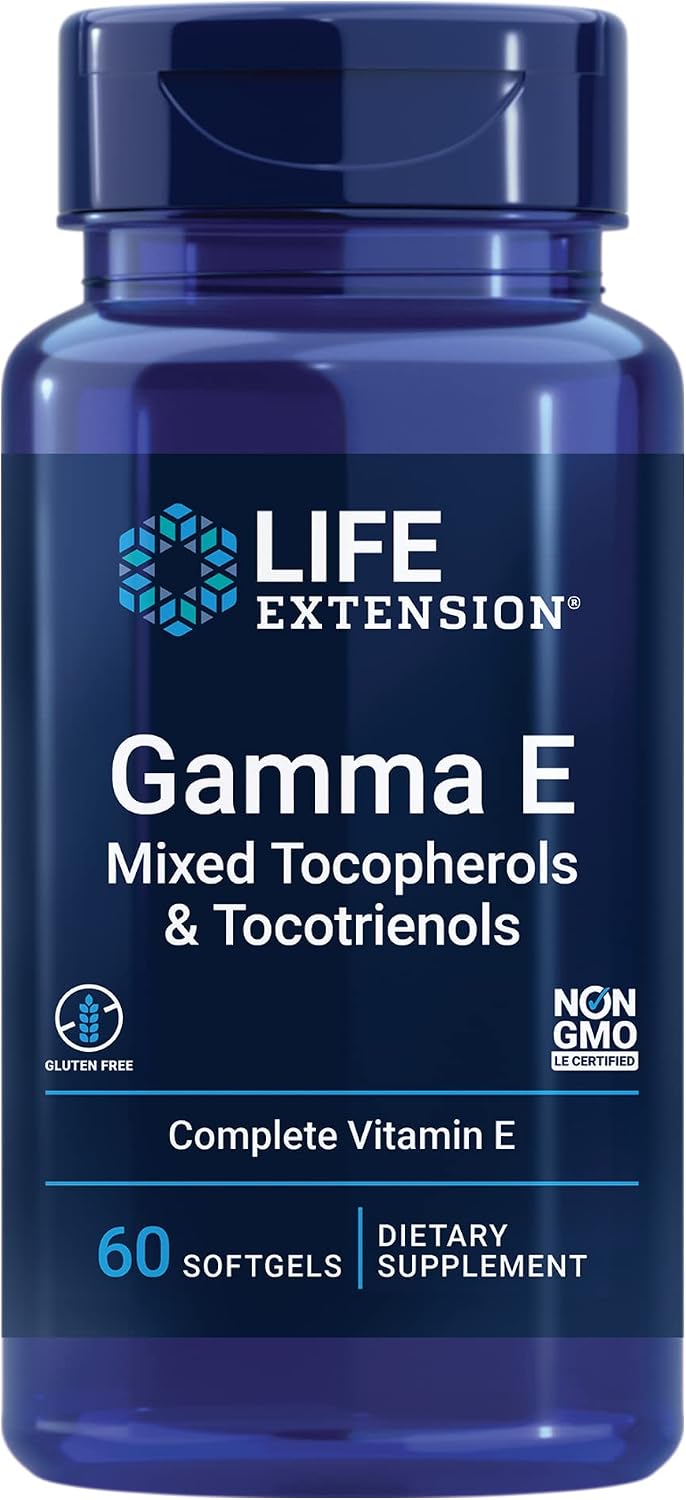 LIFE
EXTENSION®
Gamma E
Mixed Tocopherols
& Tocotrienols
GLUTEN FREE
NON
GMO
LE CERTIFIED
Complete Vitamin E
60 SOFTGELS
DIETARY
SUPPLEMENT